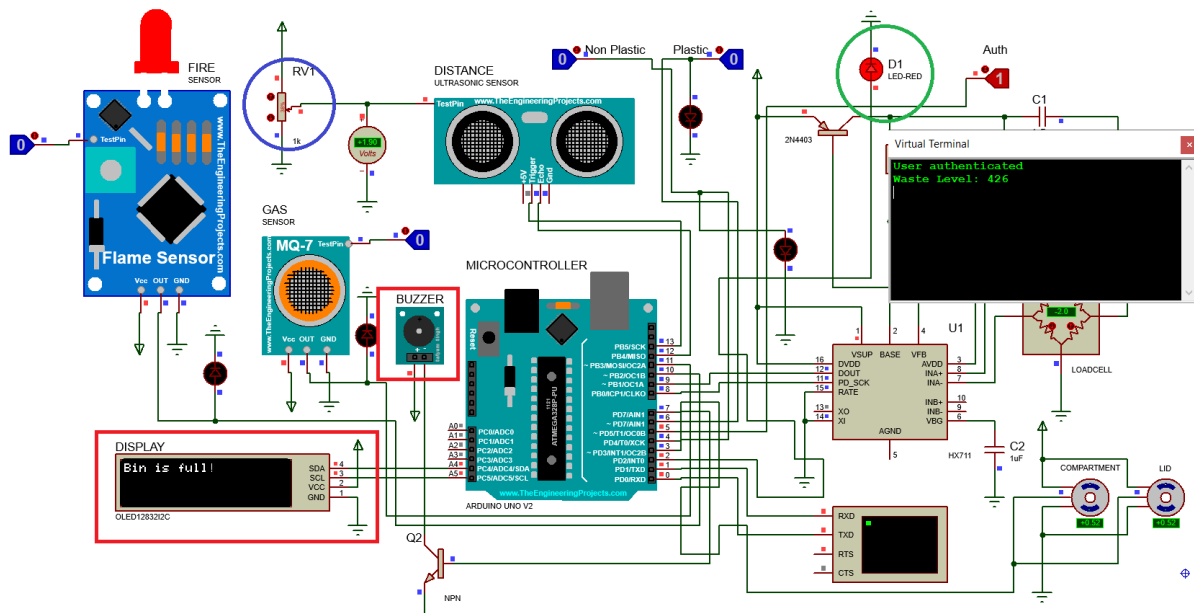 FIRE
SENSOR
0
TestPin
www.TheEngineeringProjects.com
Flame Sensor
Vcc OUT GND
RV1
1k
+1.90
Volts
DISTANCE
ULTRASONIC SENSOR
TestPin
www.TheEngineeringProjects.com
+5V
Trigger
Echo
Gnd
0
Non Plastic
Plastic
0
D1
LED-RED
Auth
1
C1
2N4403
Virtual Terminal
User authenticated
Waste Level: 426
GAS
SENSOR
MQ-7
TestPin
0
www.TheEngineeringProjects.com
Vcc OUT GND
BUZZER
MICROCONTROLLER
Reset
ATMEGA328P-PU
1121
A0
A1
A2
A3
A4
A5
PC0/ADC0
PC1/ADC1
PC2/ADC2
PC3/ADC3
PC4/ADC4/SDA
PC5/ADC5/SCL
PB5/SCK 13
PB4/MISO 12
~ PB3/MOSI/OC2A 11
~ PB2/OC1B 10
~ PB1/OC1A 9
PB0/ICP1/CLKO 8
PD7/AIN1 7
~ PD7/AIN1 6
~ PD5/T1/OC0B 5
PD4/T0/XCK 4
~ PD3/INT1/OC2B 3
PD2/INT0 2
PD1/TXD 1
PD0/RXD 0
www.TheEngineeringProjects.com
ARDUINO UNO V2
U1
1 2 4
VSUP BASE VFB
16 DVDD AVDD 3
12 DOUT INA+ 8
11 PD_SCK INA- 7
15 RATE
INB+ 10
13 XO INB- 9
14 XI VBG 6
AGND
5
HX711
-2.0
LOADCELL
C2
1uF
COMPARTMENT
LID
+0.52
+0.52
DISPLAY
Bin is full!
SDA 4
SCL 3
VCC 2
GND 1
OLED12832I2C
Q2
NPN
RXD
TXD
RTS
CTS